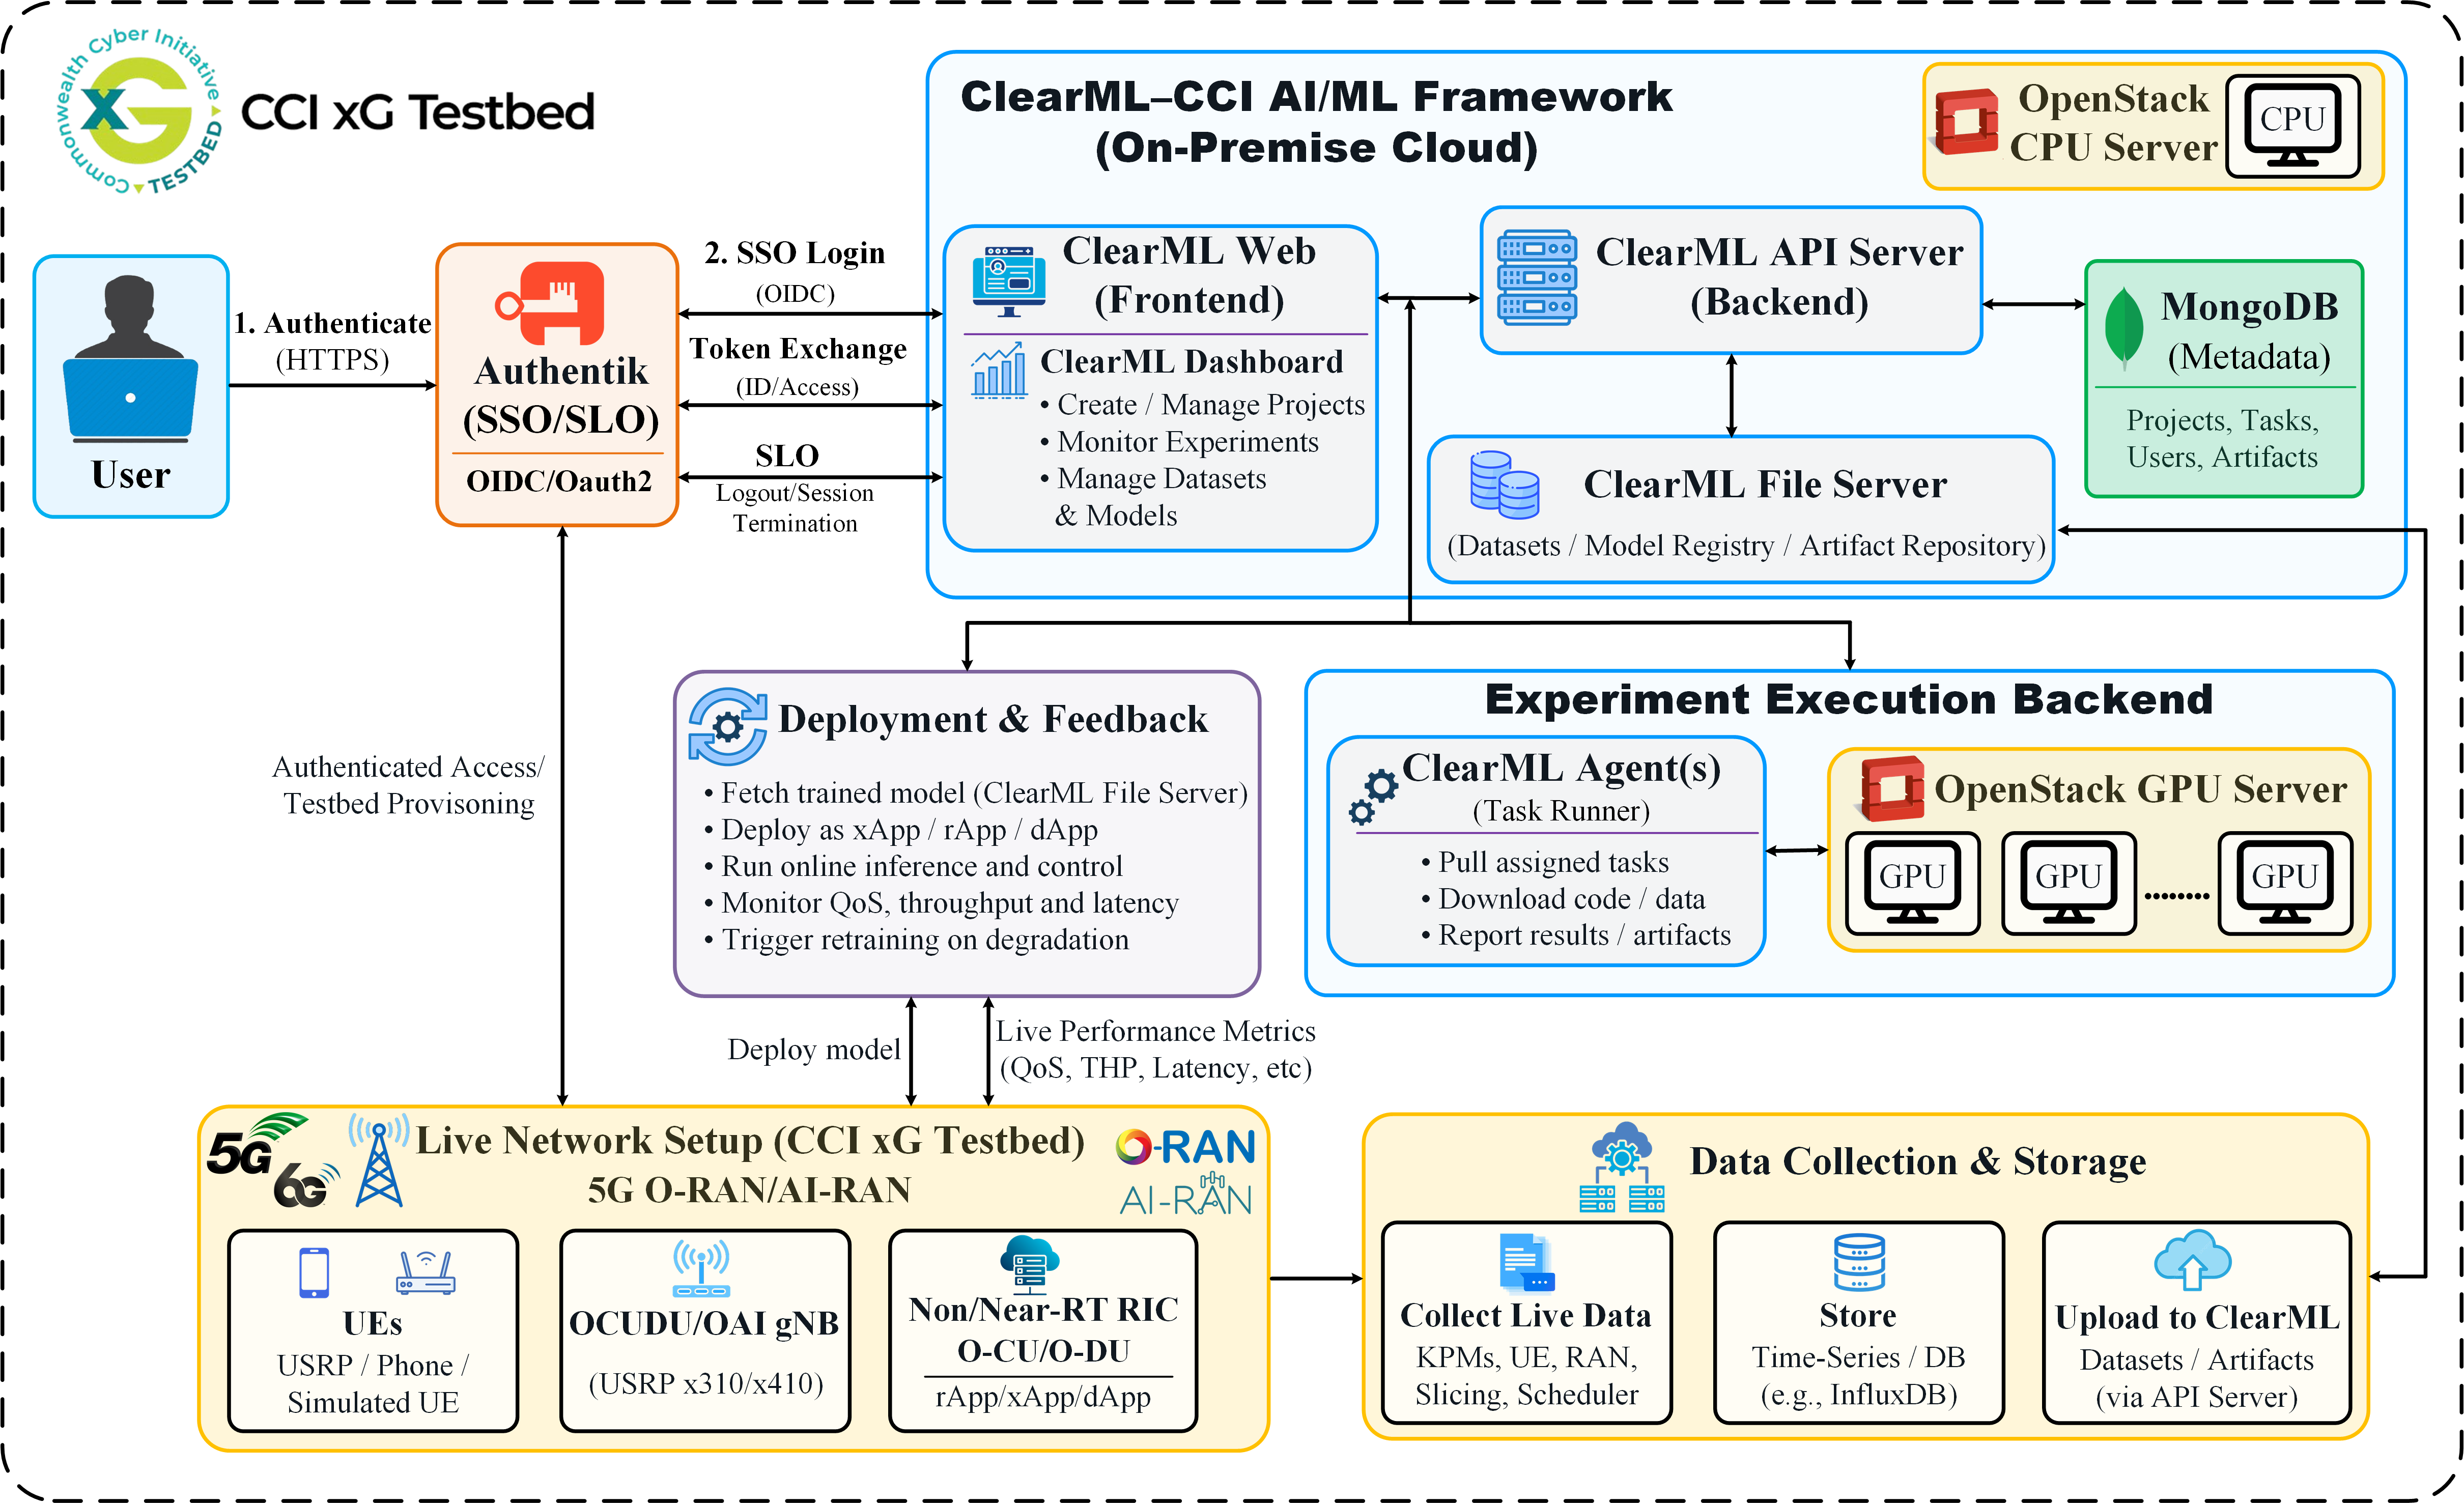 Commonwealth Cyber Initiative
TESTBED
xG
CCI xG Testbed
ClearML–CCI AI/ML Framework
(On-Premise Cloud)
OpenStack
CPU Server
CPU
User
1. Authenticate
(HTTPS)
Authentik
(SSO/SLO)
OIDC/Oauth2
2. SSO Login
(OIDC)
Token Exchange
(ID/Access)
SLO
Logout/Session
Termination
ClearML Web
(Frontend)
ClearML Dashboard
• Create / Manage Projects
• Monitor Experiments
• Manage Datasets
& Models
ClearML API Server
(Backend)
MongoDB
(Metadata)
Projects, Tasks,
Users, Artifacts
ClearML File Server
(Datasets / Model Registry / Artifact Repository)
Authenticated Access/
Testbed Provisoning
Deployment & Feedback
• Fetch trained model (ClearML File Server)
• Deploy as xApp / rApp / dApp
• Run online inference and control
• Monitor QoS, throughput and latency
• Trigger retraining on degradation
Experiment Execution Backend
ClearML Agent(s)
(Task Runner)
• Pull assigned tasks
• Download code / data
• Report results / artifacts
OpenStack GPU Server
GPU
GPU
........
GPU
Deploy model
Live Performance Metrics
(QoS, THP, Latency, etc)
5G
6G
Live Network Setup (CCI xG Testbed)
5G O-RAN/AI-RAN
O-RAN
AI-RAN
UEs
USRP / Phone /
Simulated UE
OCUDU/OAI gNB
(USRP x310/x410)
Non/Near-RT RIC
O-CU/O-DU
rApp/xApp/dApp
Data Collection & Storage
Collect Live Data
KPMs, UE, RAN,
Slicing, Scheduler
Store
Time-Series / DB
(e.g., InfluxDB)
Upload to ClearML
Datasets / Artifacts
(via API Server)